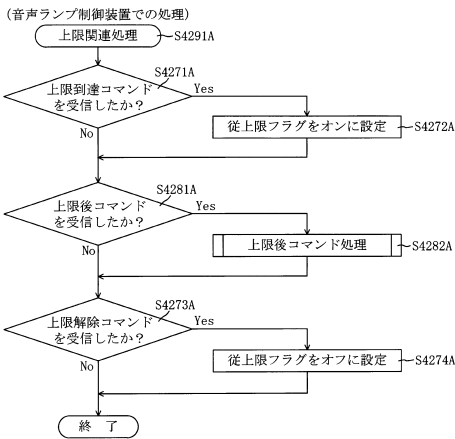 (音声ランプ制御装置での処理)
上限関連処理
S4291A
S4271A
上限到達コマンド
を受信したか?
Yes
従上限フラグをオンに設定
S4272A
No
S4281A
上限後コマンド
を受信したか?
Yes
上限後コマンド処理
S4282A
No
S4273A
上限解除コマンド
を受信したか?
Yes
従上限フラグをオフに設定
S4274A
No
終 了